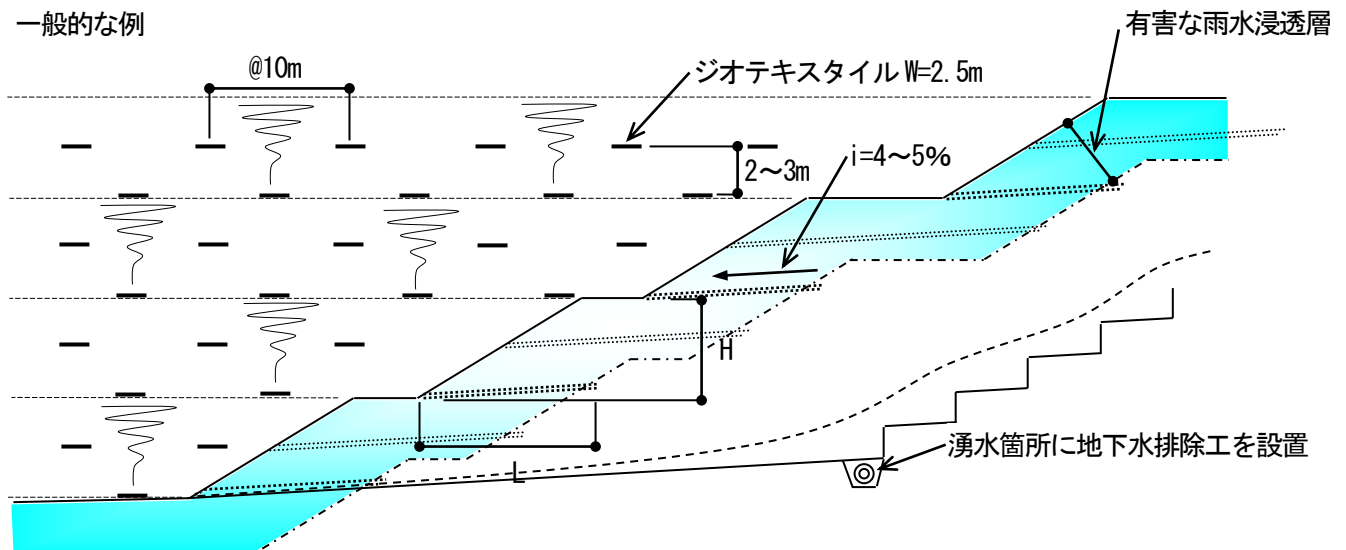 一般的な例
有害な雨水浸透層
@10m
ジオテキスタイル W=2.5m
2～3m
i=4～5%
H
湧水箇所に地下水排除工を設置
L